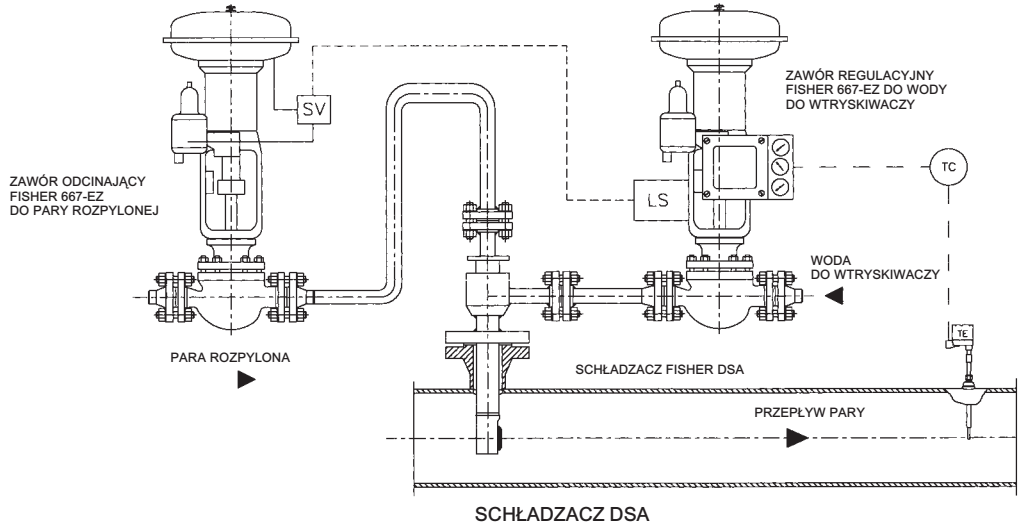 SV
ZAWÓR REGULACYJNY
FISHER 667-EZ DO WODY
DO WTRYSKIWACZY
ZAWÓR ODCINAJĄCY
FISHER 667-EZ
DO PARY ROZPYLONEJ
LS
TC
WODA
DO WTRYSKIWACZY
TE
PARA ROZPYLONA
SCHŁADZACZ FISHER DSA
PRZEPŁYW PARY
SCHŁADZACZ DSA